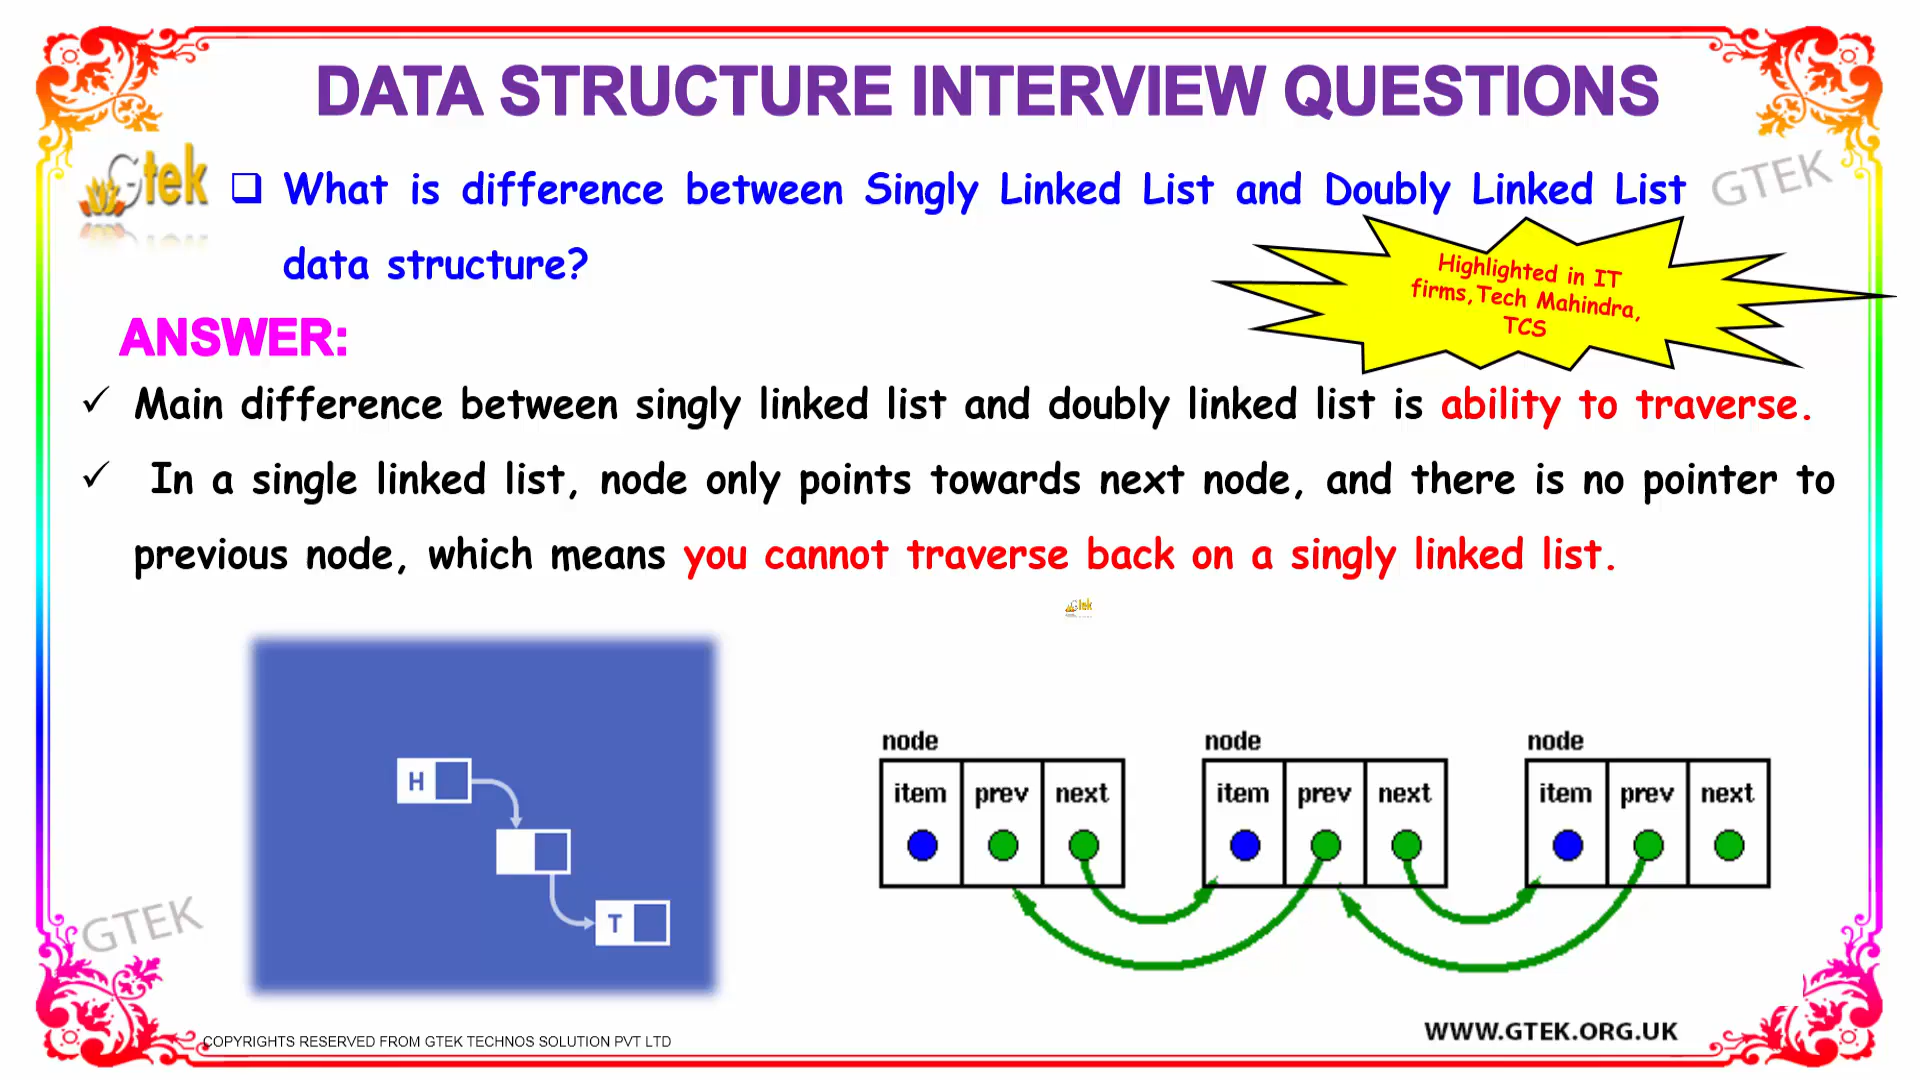 DATA STRUCTURE INTERVIEW QUESTIONS
Gtek
GTEK
What is difference between Singly Linked List and Doubly Linked List
data structure?
Highlighted in IT
firms,Tech Mahindra,
TCS
ANSWER:
Main difference between singly linked list and doubly linked list is ability to traverse.
In a single linked list, node only points towards next node, and there is no pointer to
previous node, which means you cannot traverse back on a singly linked list.
Gtek
H
T
node node node
item prev next item prev next item prev next
GTEK
COPYRIGHTS RESERVED FROM GTEK TECHNOS SOLUTION PVT LTD
WWW.GTEK.ORG.UK